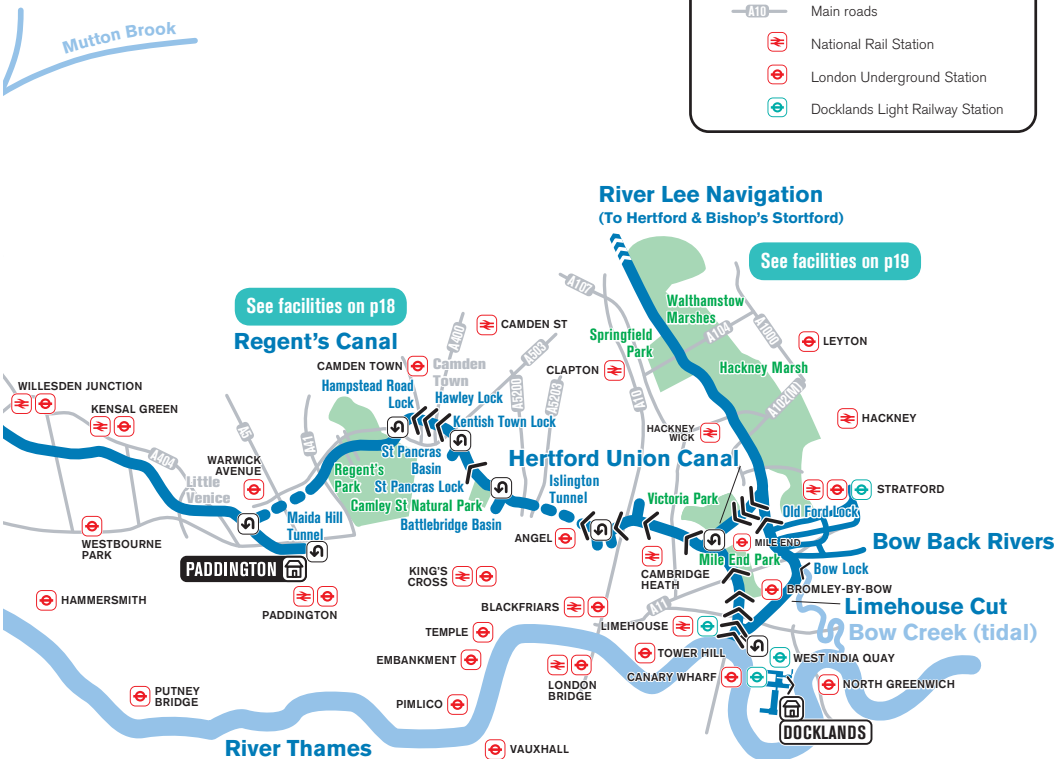 A10 Main roads
National Rail Station
London Underground Station
Docklands Light Railway Station
Mutton Brook
River Lee Navigation
(To Hertford & Bishop's Stortford)
See facilities on p19
See facilities on p18
Regent's Canal
A107
Walthamstow
Marshes
A400
CAMDEN ST
A503
Springfield
Park
A104
A1000
LEYTON
CAMDEN TOWN
Camden
Town
CLAPTON
Hackney Marsh
WILLESDEN JUNCTION
Hampstead Road
Lock
Hawley Lock
A5200
A5203
A10
A102(M)
KENSAL GREEN
Kentish Town Lock
HACKNEY
A5
A41
HACKNEY
WICK
A404
WARWICK
AVENUE
St Pancras
Basin
Hertford Union Canal
Little
Venice
Regent's
Park
St Pancras Lock
Islington
Tunnel
STRATFORD
Camley St Natural Park
Victoria Park
Old Ford Lock
Maida Hill
Tunnel
Battlebridge Basin
WESTBOURNE
PARK
ANGEL
MILE END
Bow Back Rivers
PADDINGTON
Mile End Park
Bow Lock
KING'S
CROSS
CAMBRIDGE
HEATH
BROMLEY-BY-BOW
HAMMERSMITH
PADDINGTON
BLACKFRIARS
A11
Limehouse Cut
TEMPLE
LIMEHOUSE
Bow Creek (tidal)
EMBANKMENT
TOWER HILL
WEST INDIA QUAY
LONDON
BRIDGE
CANARY WHARF
NORTH GREENWICH
PUTNEY
BRIDGE
PIMLICO
DOCKLANDS
River Thames
VAUXHALL